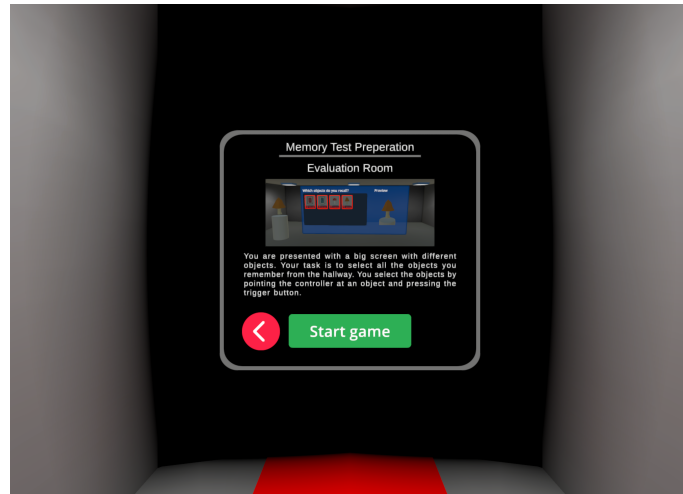 Memory Test Preperation
Evaluation Room
Which objects do you recall?
Preview
You are presented with a big screen with different
objects. Your task is to select all the objects you
remember from the hallway. You select the objects by
pointing the controller at an object and pressing the
trigger button.
Start game